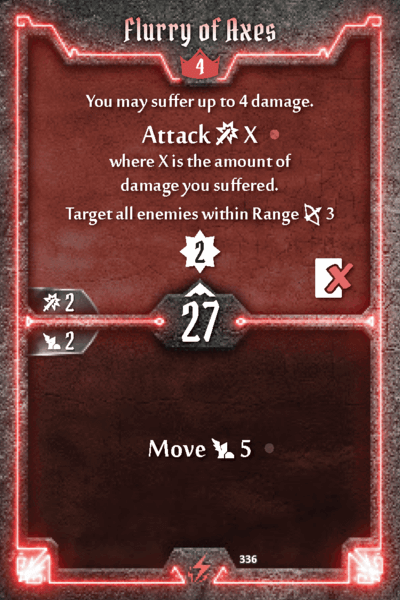 Flurry of Axes
4
You may suffer up to 4 damage.
Attack X
where X is the amount of
damage you suffered.
Target all enemies within Range 3
2
2
27
2
Move 5
336